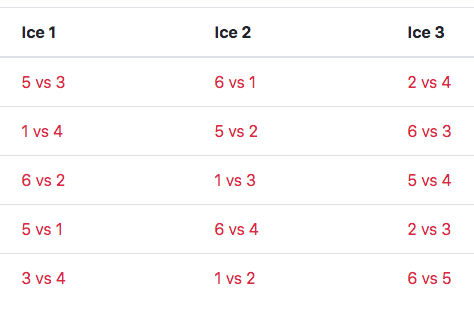 Ice 1 Ice 2 Ice 3
5 vs 3 6 vs 1 2 vs 4
1 vs 4 5 vs 2 6 vs 3
6 vs 2 1 vs 3 5 vs 4
5 vs 1 6 vs 4 2 vs 3
3 vs 4 1 vs 2 6 vs 5